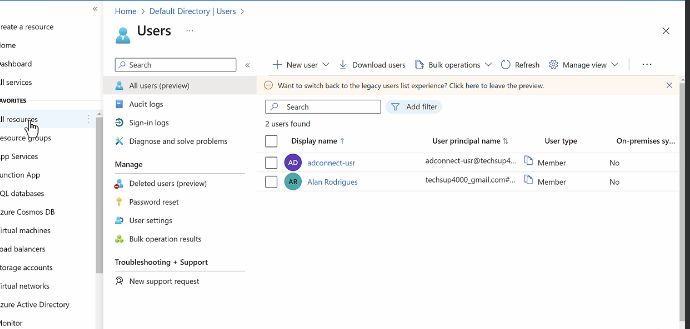 Home > Default Directory | Users >
Users ...
reate a resource
ome
ashboard
ll services
AVORITES
ll resources
esource groups
pp Services
unction App
QL databases
zure Cosmos DB
irtual machines
oad balancers
torage accounts
irtual networks
zure Active Directory
onitor
Search
All users (preview)
Audit logs
Sign-in logs
Diagnose and solve problems
Manage
Deleted users (preview)
Password reset
User settings
Bulk operation results
Troubleshooting + Support
New support request
New user Download users Bulk operations Refresh Manage view ...
Want to switch back to the legacy users list experience? Click here to leave the preview.
Search Add filter
2 users found
Display name ↑ User principal name ↑↓ User type On-premises sy...
AD adconnect-usr adconnect-usr@techsup4... Member No
AR Alan Rodrigues techsup4000_gmail.com#... Member No